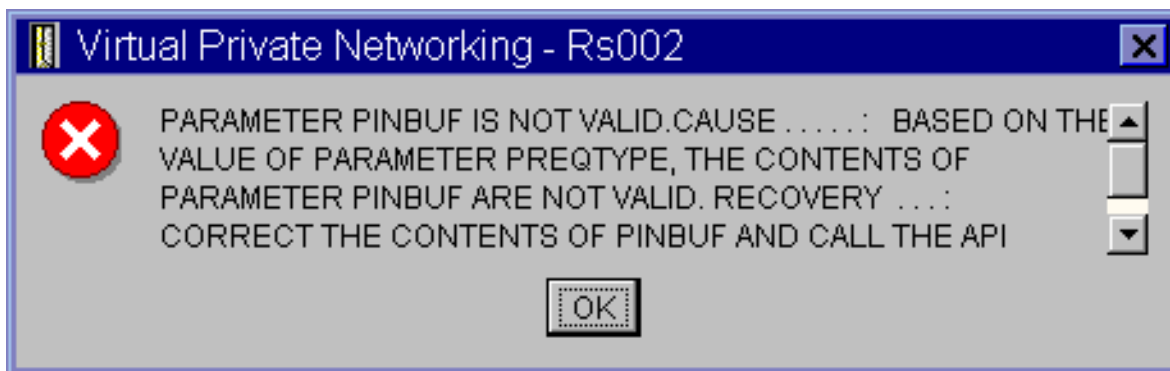 Virtual Private Networking - Rs002
PARAMETER PINBUF IS NOT VALID.CAUSE .....: BASED ON THE
VALUE OF PARAMETER PREQTYPE, THE CONTENTS OF
PARAMETER PINBUF ARE NOT VALID. RECOVERY ...:
CORRECT THE CONTENTS OF PINBUF AND CALL THE API
OK